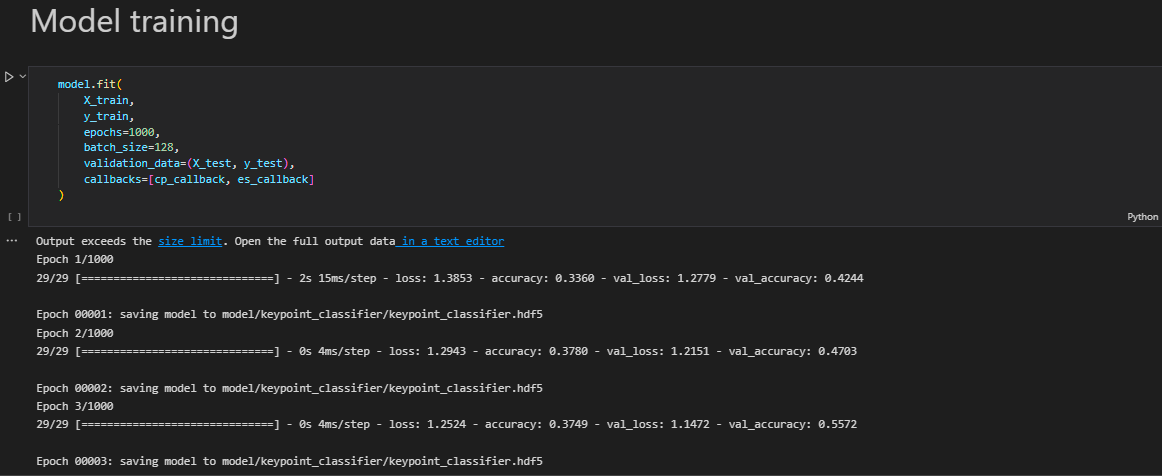 Model training
model.fit(
X_train,
y_train,
epochs=1000,
batch_size=128,
validation_data=(X_test, y_test),
callbacks=[cp_callback, es_callback]
)
[ ]
Python
... Output exceeds the size limit. Open the full output data in a text editor
Epoch 1/1000
29/29 [==============================] - 2s 15ms/step - loss: 1.3853 - accuracy: 0.3360 - val_loss: 1.2779 - val_accuracy: 0.4244
Epoch 00001: saving model to model/keypoint_classifier/keypoint_classifier.hdf5
Epoch 2/1000
29/29 [==============================] - 0s 4ms/step - loss: 1.2943 - accuracy: 0.3780 - val_loss: 1.2151 - val_accuracy: 0.4703
Epoch 00002: saving model to model/keypoint_classifier/keypoint_classifier.hdf5
Epoch 3/1000
29/29 [==============================] - 0s 4ms/step - loss: 1.2524 - accuracy: 0.3749 - val_loss: 1.1472 - val_accuracy: 0.5572
Epoch 00003: saving model to model/keypoint_classifier/keypoint_classifier.hdf5